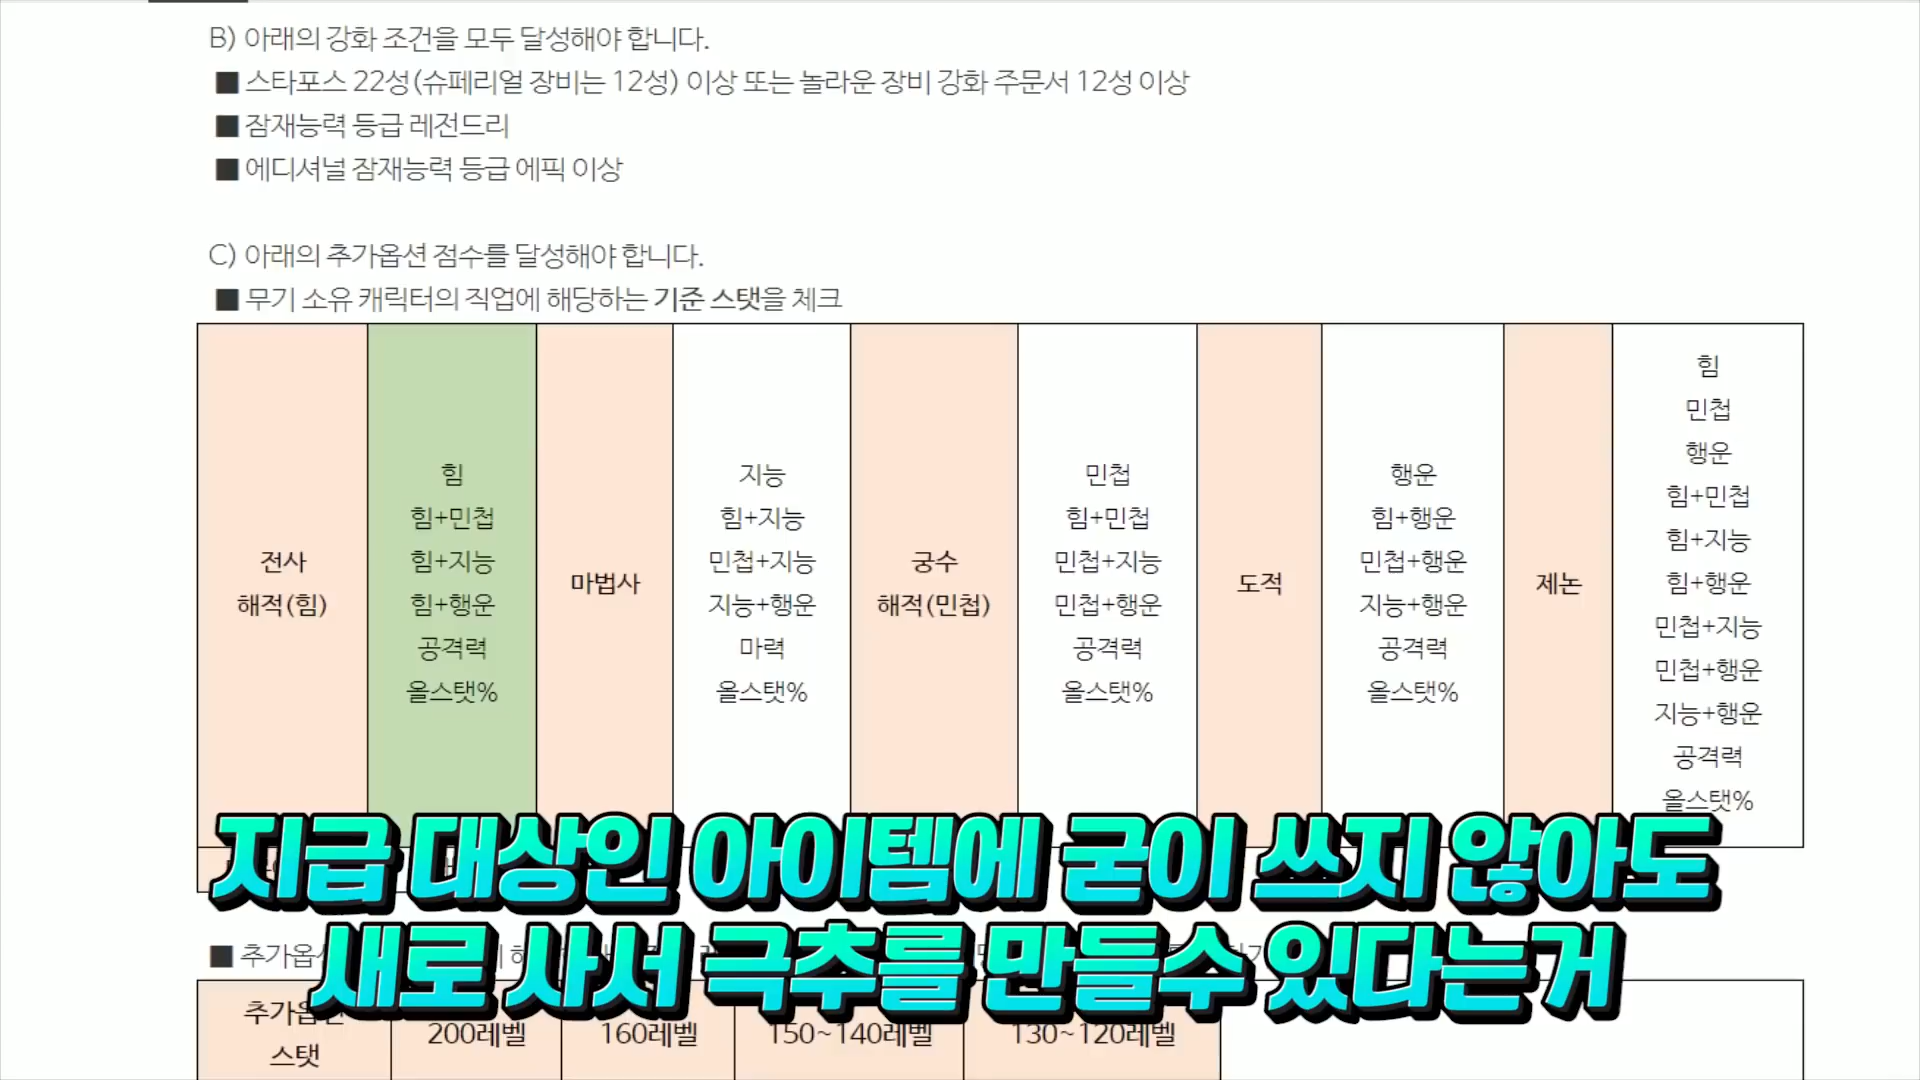 B) 아래의 강화 조건을 모두 달성해야 합니다.
■ 스타포스 22성(슈페리얼 장비는 12성) 이상 또는 놀라운 장비 강화 주문서 12성 이상
■ 잠재능력 등급 레전드리
■ 에디셔널 잠재능력 등급 에픽 이상
C) 아래의 추가옵션 점수를 달성해야 합니다.
■ 무기 소유 캐릭터의 직업에 해당하는 기준 스탯을 체크
전사
해적(힘)
힘
힘+민첩
힘+지능
힘+행운
공격력
올스탯%
마법사
지능
힘+지능
민첩+지능
지능+행운
마력
올스탯%
궁수
해적(민첩)
민첩
힘+민첩
민첩+지능
민첩+행운
공격력
올스탯%
도적
행운
힘+행운
민첩+행운
지능+행운
공격력
올스탯%
제논
힘
민첩
행운
힘+민첩
힘+지능
힘+행운
민첩+지능
민첩+행운
지능+행운
공격력
올스탯%
지급 대상인 아이템에 굳이 쓰지 않아도
새로 사서 극추를 만들수 있다는거
■ 추가옵션
추가옵션
스탯
200레벨
160레벨
150~140레벨
130~120레벨